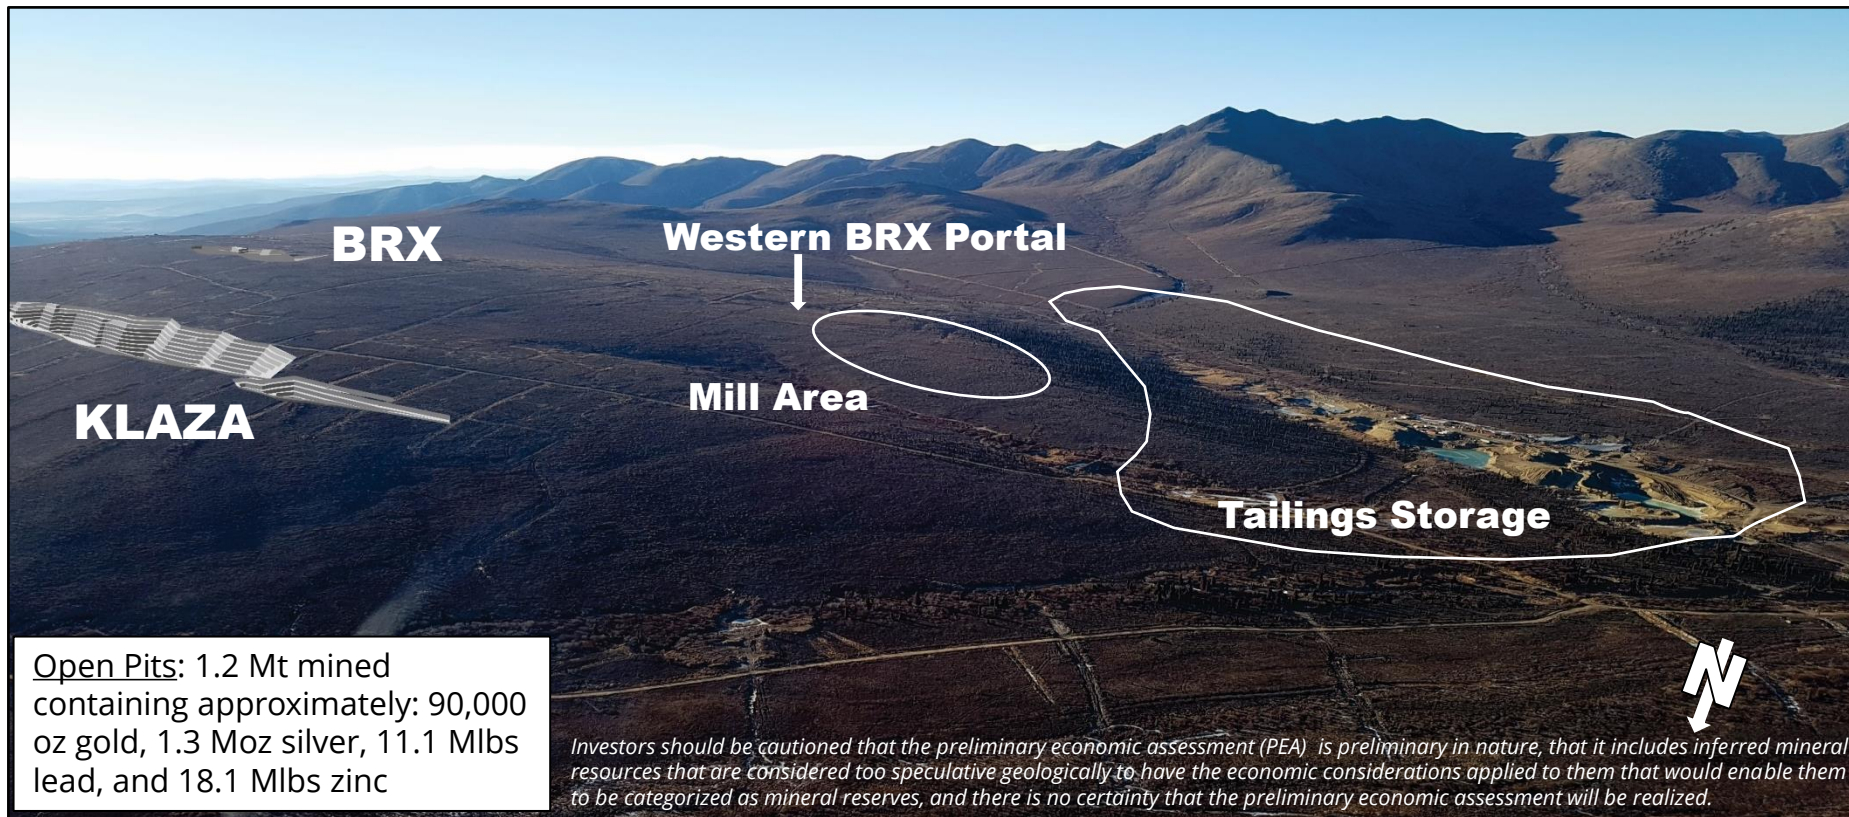 BRX
Western BRX Portal
KLAZA
Mill Area
Tailings Storage
N
Open Pits: 1.2 Mt mined
containing approximately: 90,000
oz gold, 1.3 Moz silver, 11.1 Mlbs
lead, and 18.1 Mlbs zinc
Investors should be cautioned that the preliminary economic assessment (PEA)  is preliminary in nature, that it includes inferred mineral
resources that are considered too speculative geologically to have the economic considerations applied to them that would enable them
to be categorized as mineral reserves, and there is no certainty that the preliminary economic assessment will be realized.